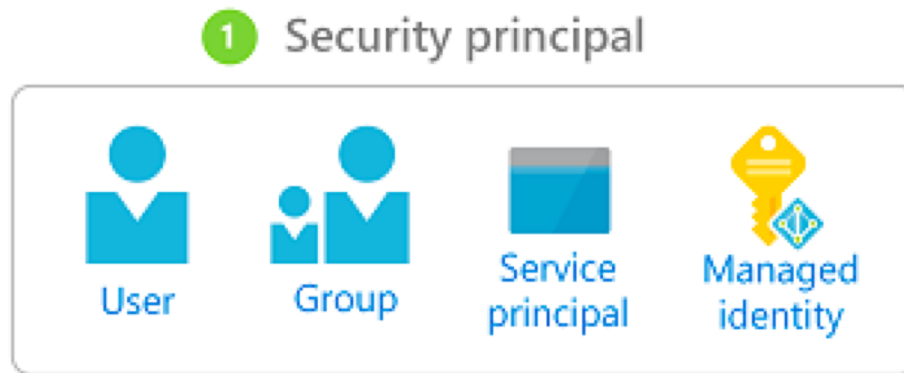 1 Security principal
User
Group
Service
principal
Managed
identity